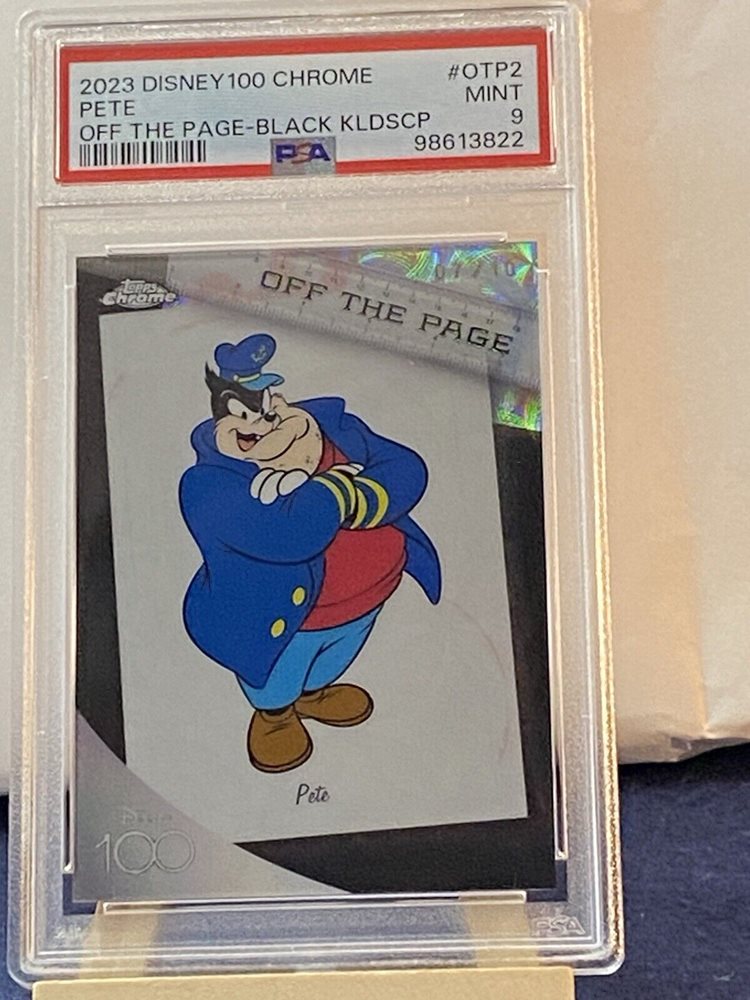 2023 DISNEY100 CHROME #OTP2
PETE MINT
OFF THE PAGE-BLACK KLDSCP 9
PSA 98613822
Topps
Chrome
OFF THE PAGE
Pete
Disney
100
PSA